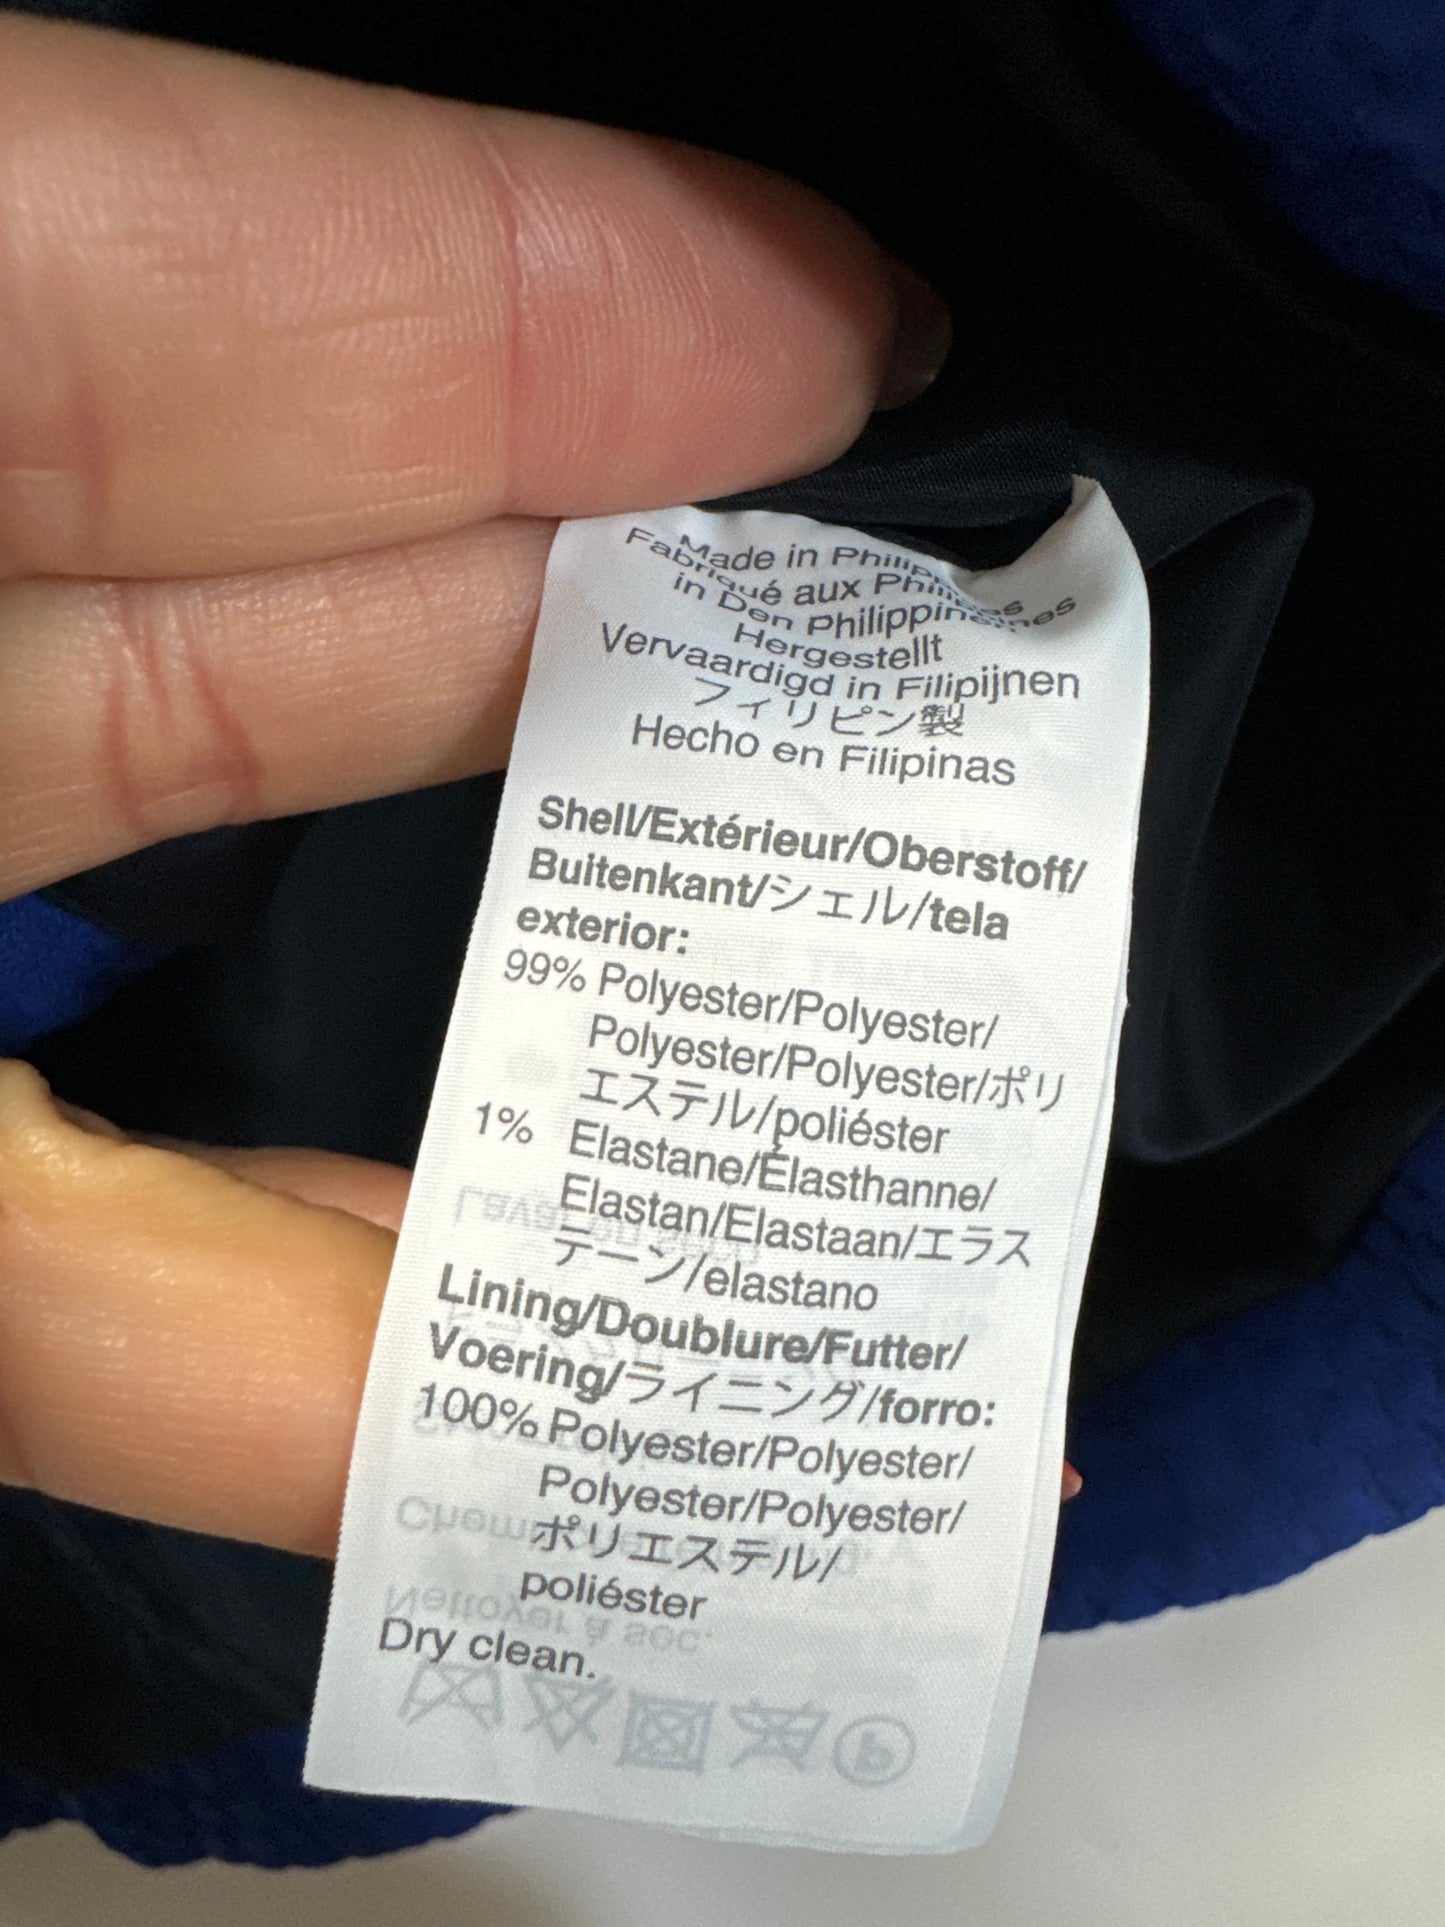 Made in
Fabriqué aux Philippines
in Den Philippinen
Hergestellt
Vervaardigd in Filipijnen
フィリピン製
Hecho en Filipinas
Shell/Extérieur/Oberstoff/
Buitenkant/シェル/tela
exterior:
99% Polyester/Polyester/
Polyester/Polyester/ポリ
エステル/poliéster
1% Elastane/Élasthanne/
Elastan/Elastaan/エラス
テーン/elastano
Lining/Doublure/Futter/
Voering/ライニング/forro:
100% Polyester/Polyester/
Polyester/Polyester/
ポリエステル/
poliéster
Dry clean.
Nettoyer à sec.